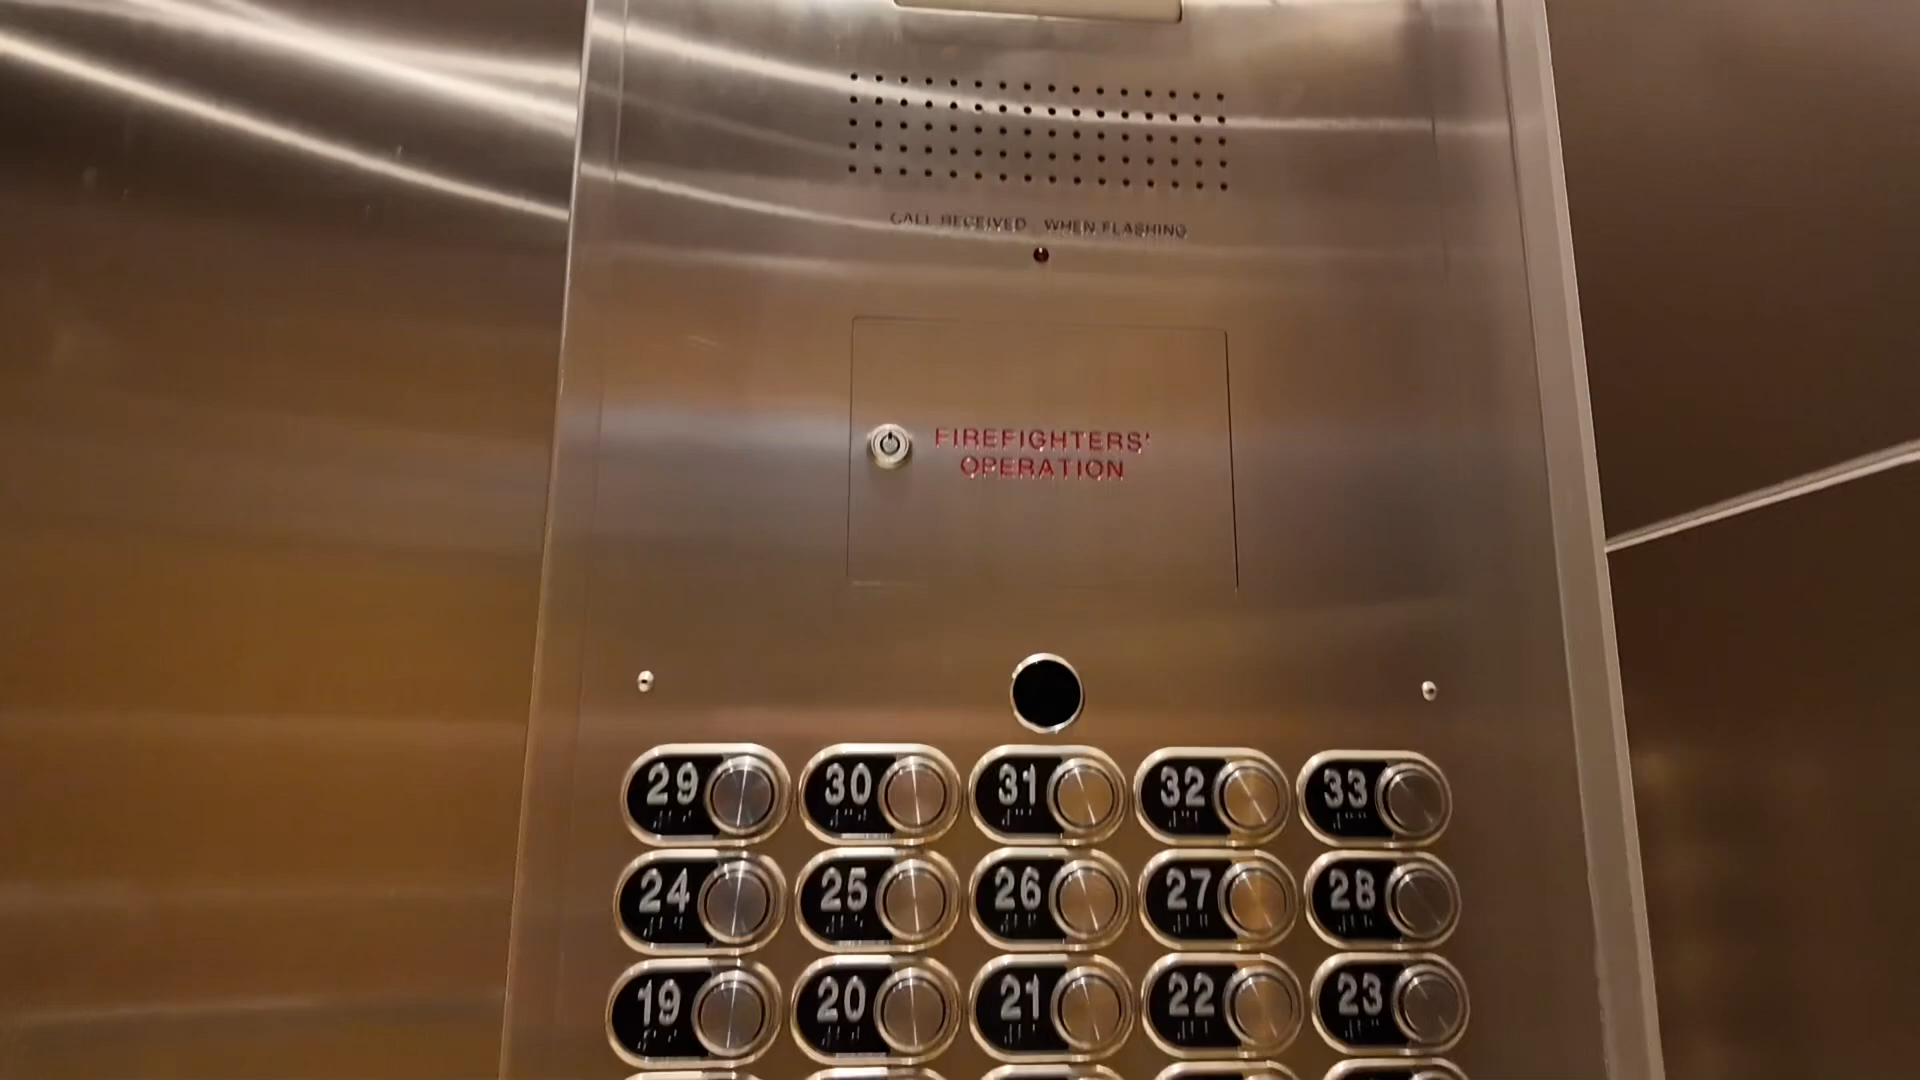 CALL RECEIVED WHEN FLASHING
FIREFIGHTERS'
OPERATION
29 30 31 32 33
24 25 26 27 28
19 20 21 22 23